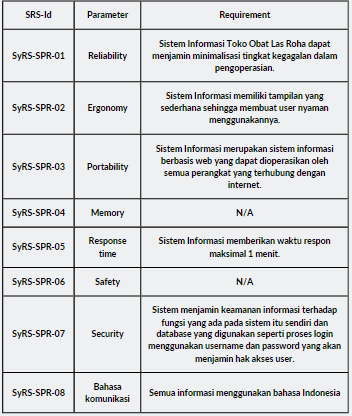 SRS-Id Parameter Requirement
SyRS-SPR-01 Reliability Sistem Informasi Toko Obat Las Roha dapat
menjamin minimalisasi tingkat kegagalan dalam
pengoperasian.
SyRS-SPR-02 Ergonomy Sistem Informasi memiliki tampilan yang
sederhana sehingga membuat user nyaman
menggunakannya.
SyRS-SPR-03 Portability Sistem Informasi merupakan sistem informasi
berbasis web yang dapat dioperasikan oleh
semua perangkat yang terhubung dengan
internet.
SyRS-SPR-04 Memory N/A
SyRS-SPR-05 Response
time Sistem Informasi memberikan waktu respon
maksimal 1 menit.
SyRS-SPR-06 Safety N/A
SyRS-SPR-07 Security Sistem menjamin keamanan informasi terhadap
fungsi yang ada pada sistem itu sendiri dan
database yang digunakan seperti proses login
menggunakan username dan password yang akan
menjamin hak akses user.
SyRS-SPR-08 Bahasa
komunikasi Semua informasi menggunakan bahasa Indonesia